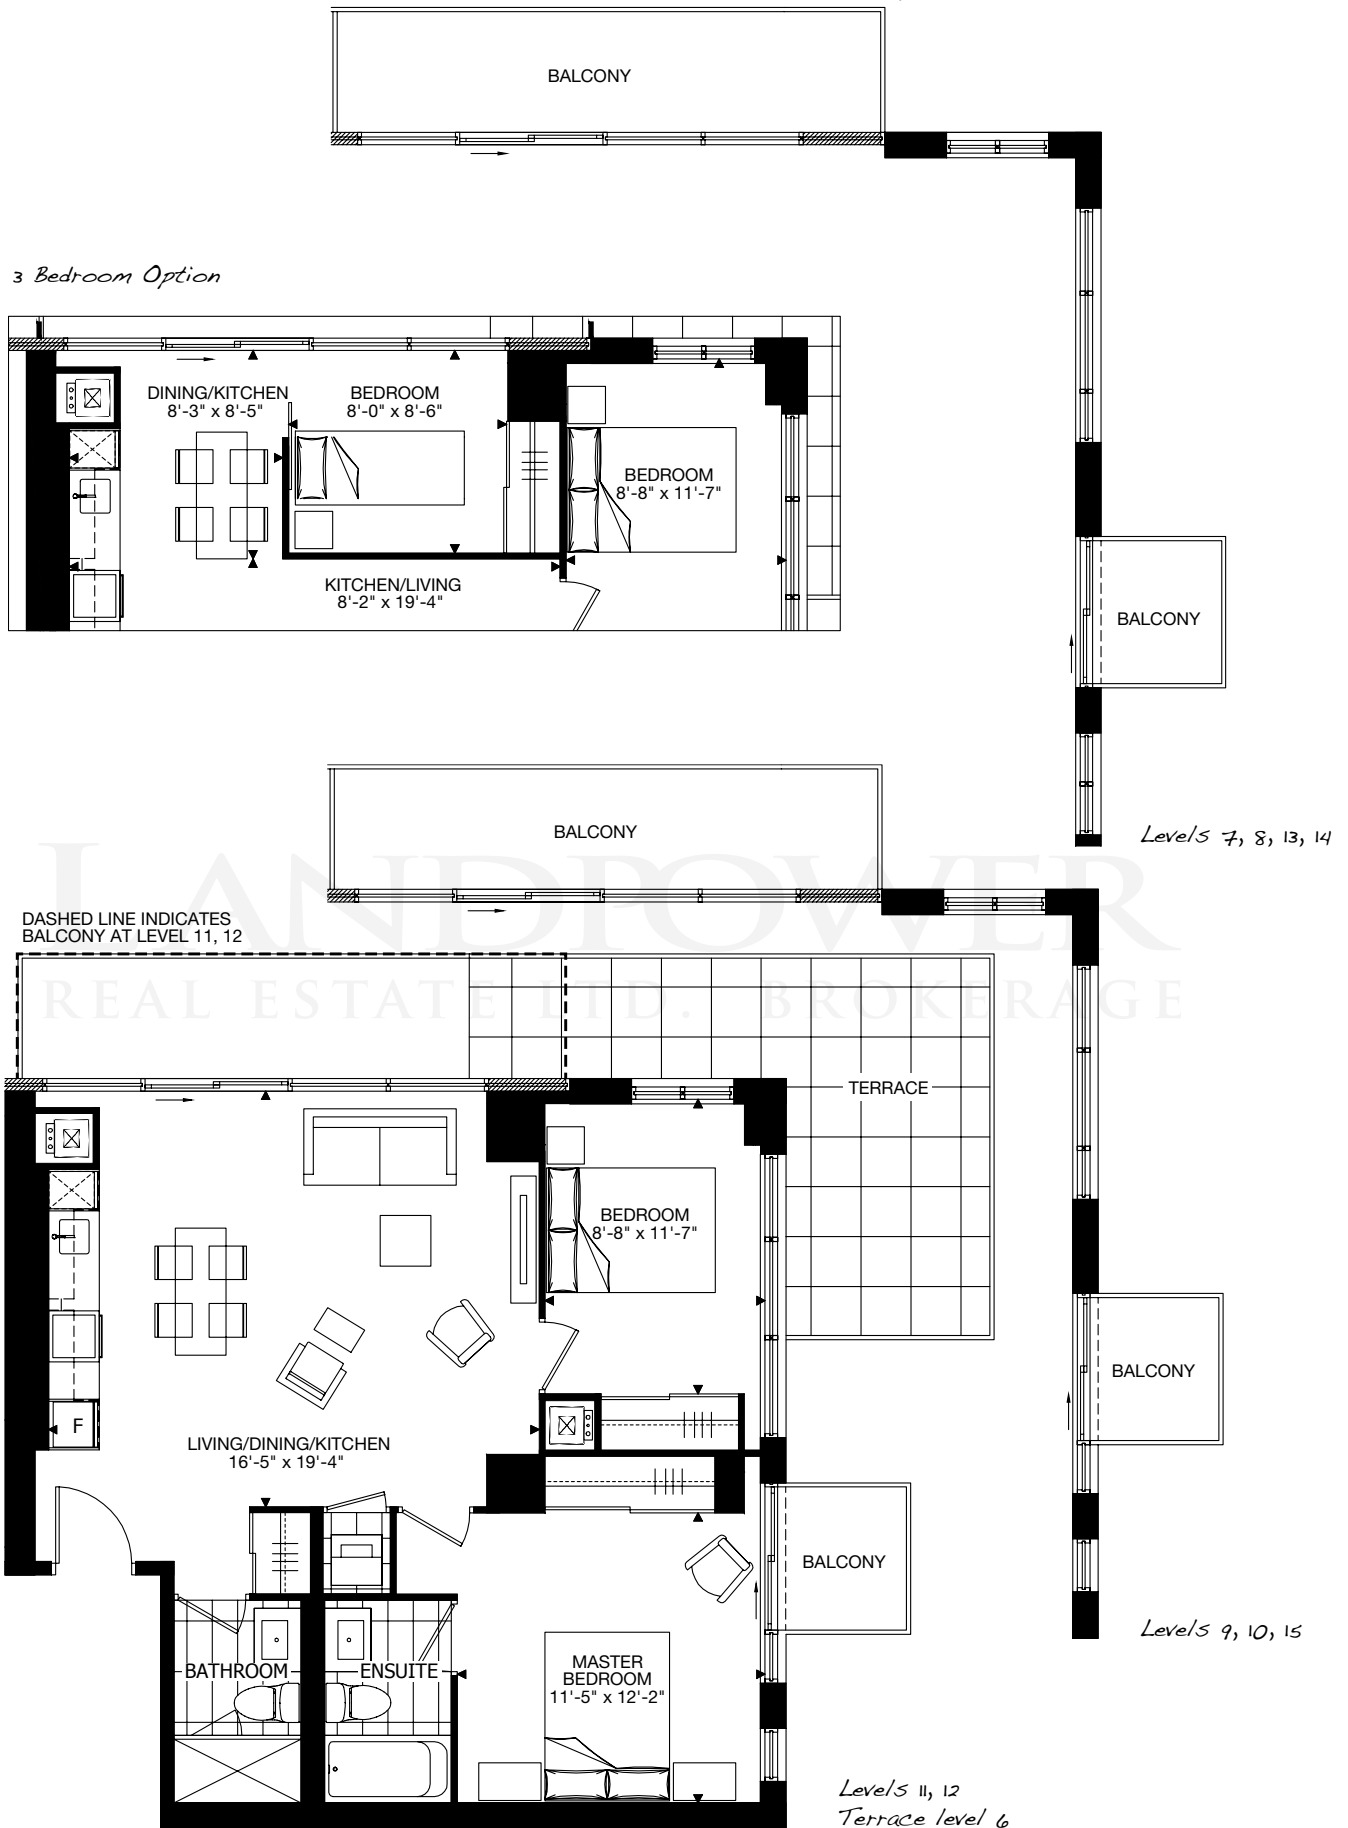 BALCONY
3 Bedroom Option
DINING/KITCHEN
8'-3" x 8'-5"
BEDROOM
8'-0" x 8'-6"
BEDROOM
8'-8" x 11'-7"
KITCHEN/LIVING
8'-2" x 19'-4"
BALCONY
Levels 7, 8, 13, 14
BALCONY
LANDPOWER
REAL ESTATE LTD. BROKERAGE
DASHED LINE INDICATES
BALCONY AT LEVEL 11, 12
TERRACE
BEDROOM
8'-8" x 11'-7"
BALCONY
F
LIVING/DINING/KITCHEN
16'-5" x 19'-4"
BALCONY
Levels 9, 10, 15
BATHROOM
ENSUITE
MASTER
BEDROOM
11'-5" x 12'-2"
Levels 11, 12
Terrace level 6